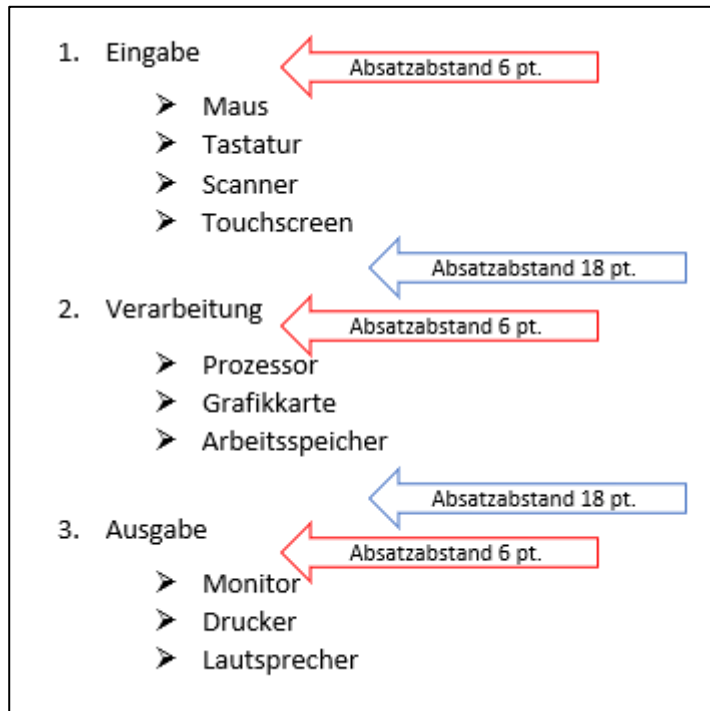 1. Eingabe
Absatzabstand 6 pt.
➢ Maus
➢ Tastatur
➢ Scanner
➢ Touchscreen
Absatzabstand 18 pt.
2. Verarbeitung
Absatzabstand 6 pt.
➢ Prozessor
➢ Grafikkarte
➢ Arbeitsspeicher
Absatzabstand 18 pt.
3. Ausgabe
Absatzabstand 6 pt.
➢ Monitor
➢ Drucker
➢ Lautsprecher